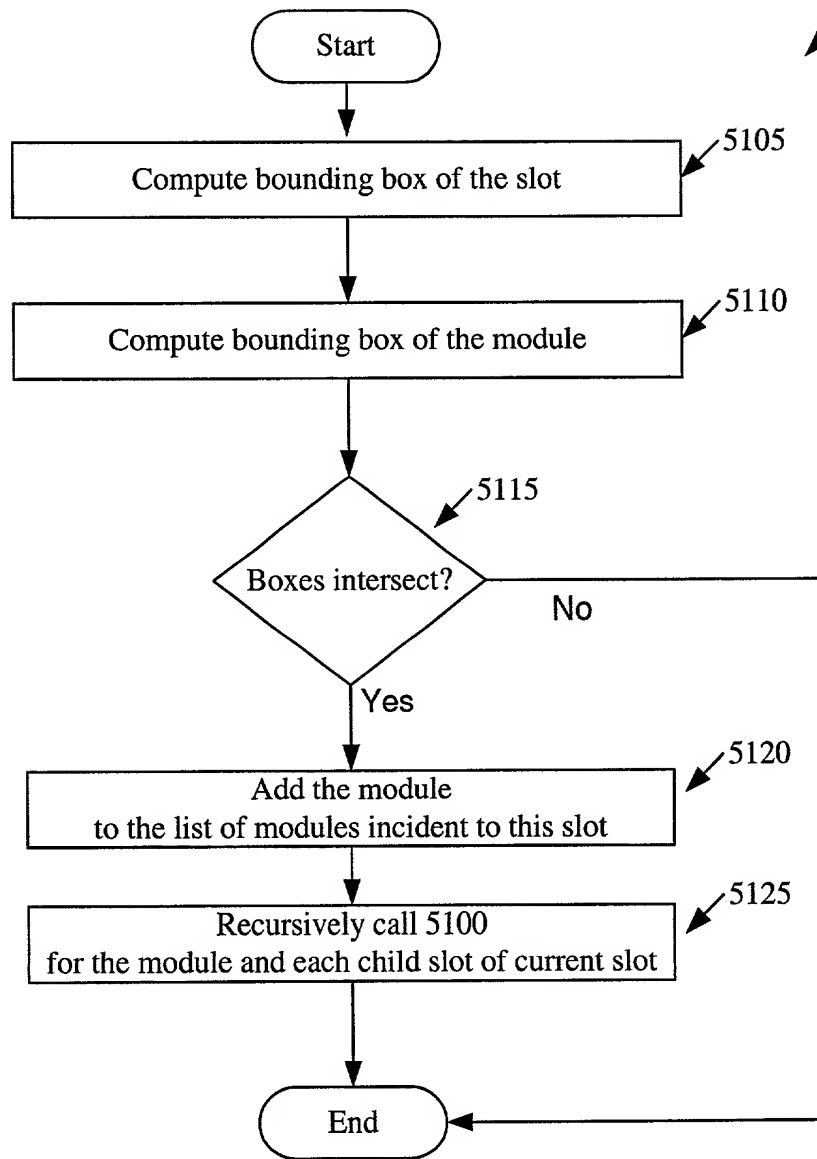 Start
5105
Compute bounding box of the slot
5110
Compute bounding box of the module
5115
Boxes intersect?
No
Yes
5120
Add the module
to the list of modules incident to this slot
5125
Recursively call 5100
for the module and each child slot of current slot
End